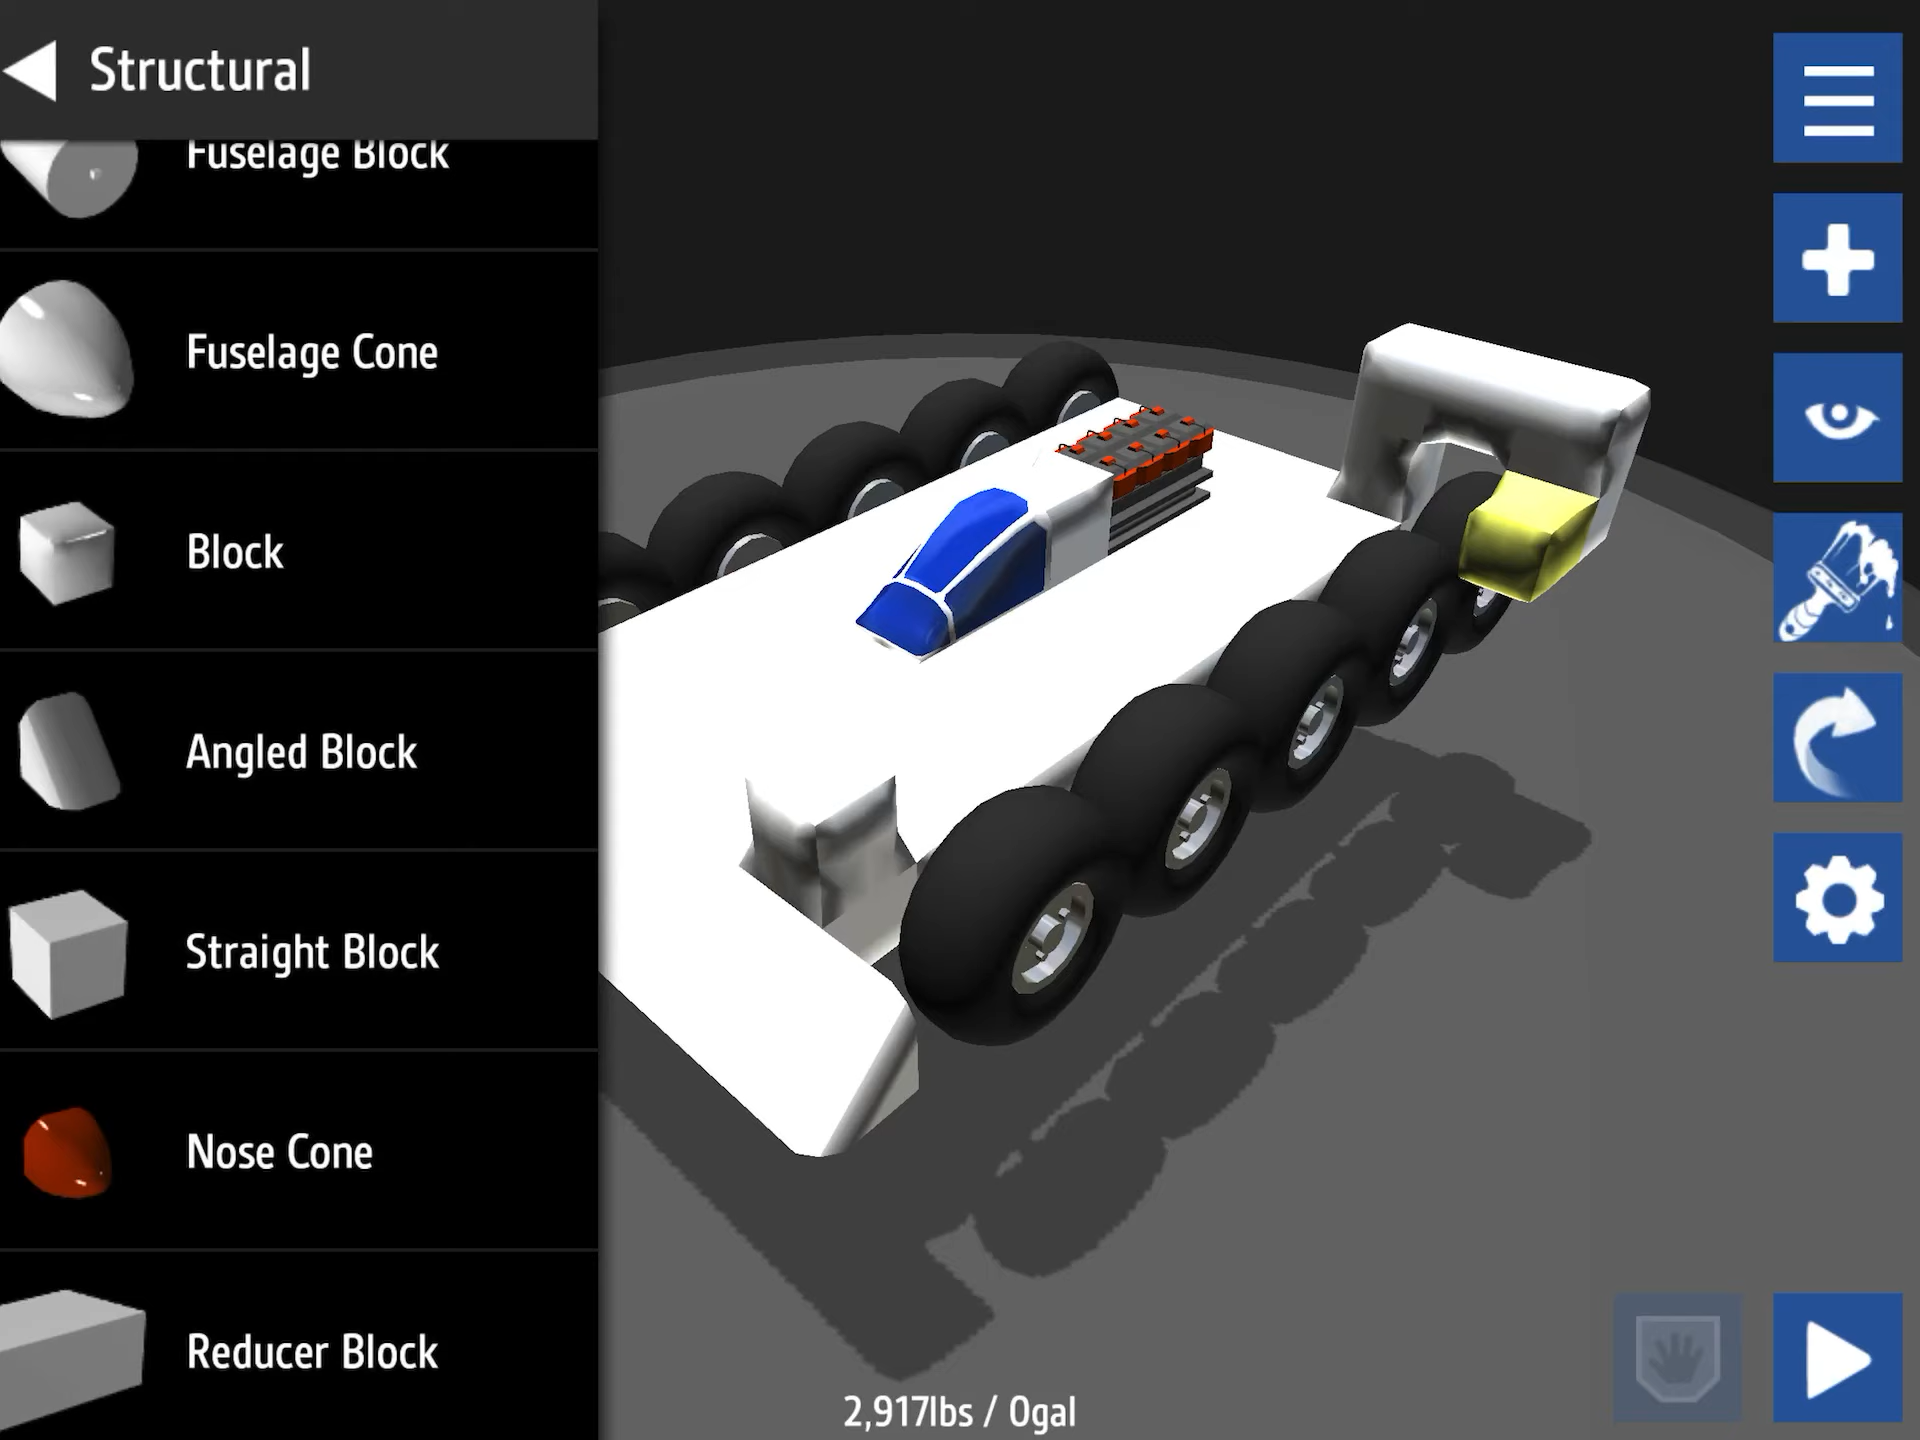 Structural
Fuselage Block
Fuselage Cone
Block
Angled Block
Straight Block
Nose Cone
Reducer Block
2,917lbs / 0gal